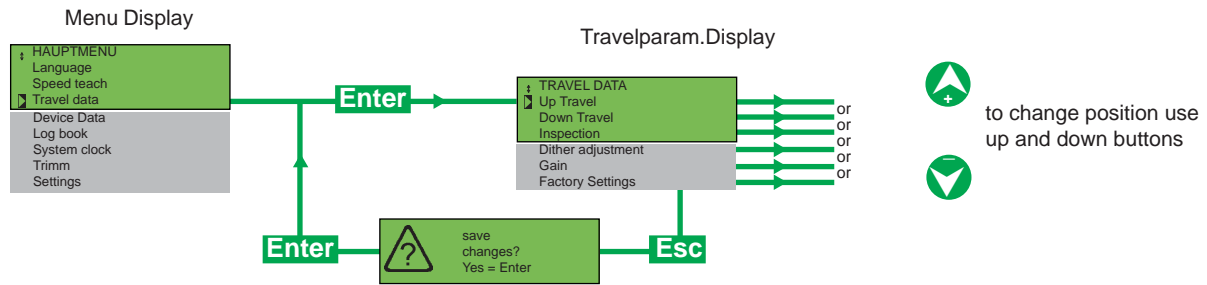 Menu Display
HAUPTMENU
Language
Speed teach
Travel data
Device Data
Log book
System clock
Trimm
Settings
Enter
Travelparam.Display
TRAVEL DATA
Up Travel
Down Travel
Inspection
Dither adjustment
Gain
Factory Settings
or
or
or
or
or
+
to change position use
up and down buttons
−
Enter
?
save
changes?
Yes = Enter
Esc